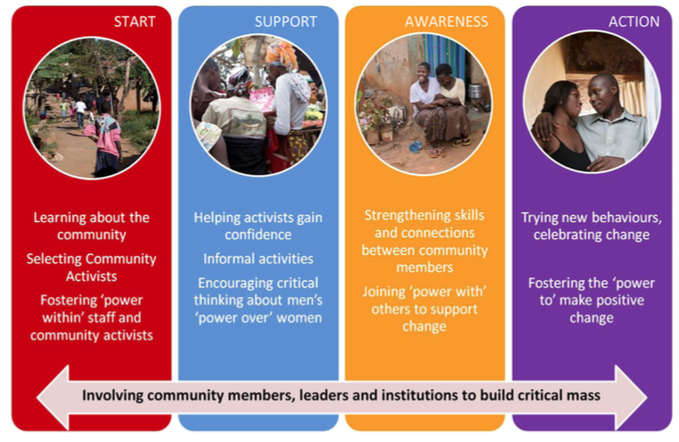 START
Learning about the
community
Selecting Community
Activists
Fostering ‘power
within’ staff and
community activists
SUPPORT
Helping activists gain
confidence
Informal activities
Encouraging critical
thinking about men’s
‘power over’ women
AWARENESS
Strengthening skills
and connections
between community
members
Joining ‘power with’
others to support
change
ACTION
Trying new behaviours,
celebrating change
Fostering the ‘power
to’ make positive
change
Involving community members, leaders and institutions to build critical mass